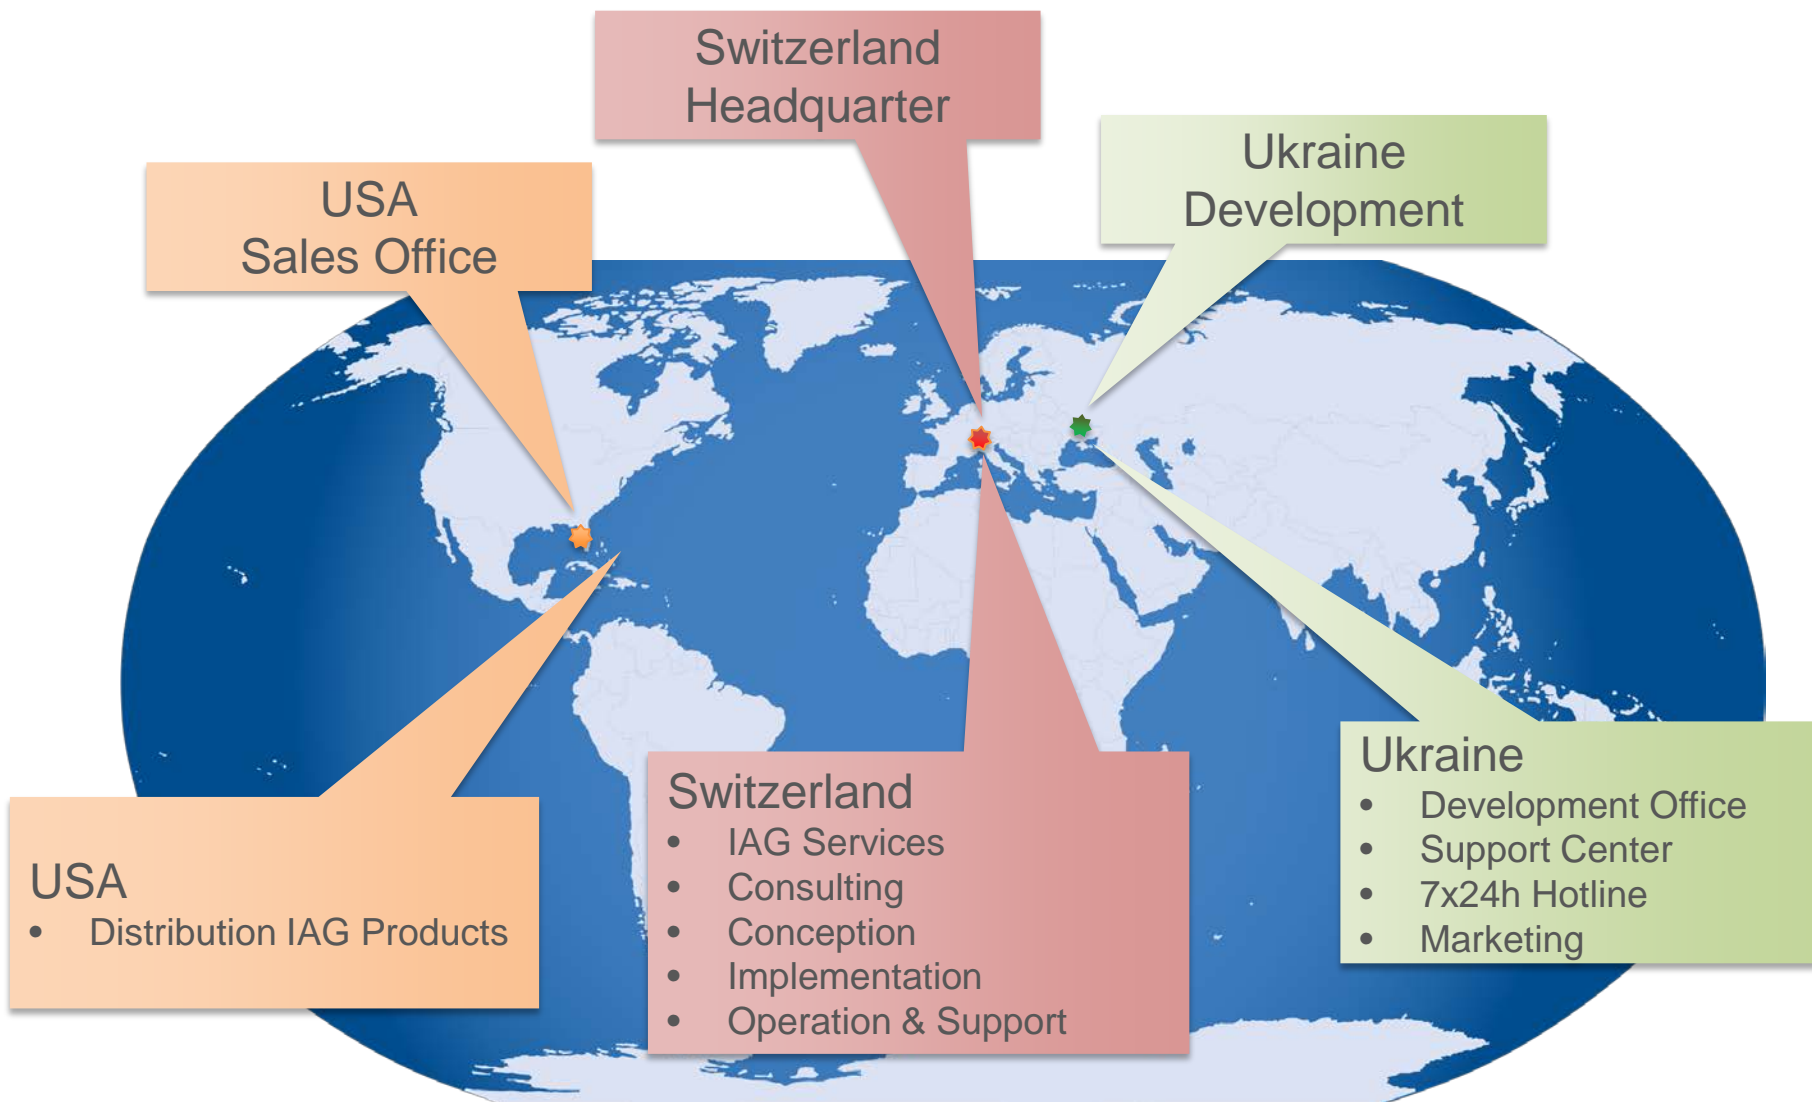 Switzerland
Headquarter
Ukraine
Development
USA
Sales Office
USA
• Distribution IAG Products
Switzerland
• IAG Services
• Consulting
• Conception
• Implementation
• Operation & Support
Ukraine
• Development Office
• Support Center
• 7x24h Hotline
• Marketing